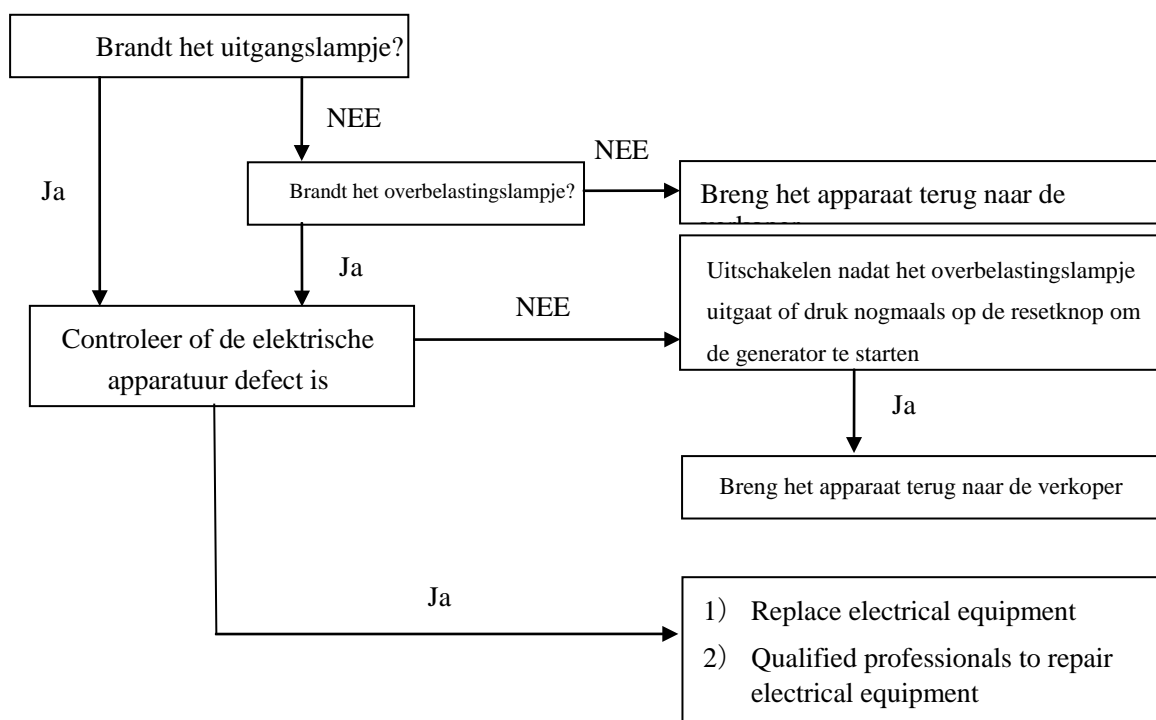 Brandt het uitgangslampje?
NEE
Ja
Brandt het overbelastingslampje?
NEE
Breng het apparaat terug naar de
Ja
Uitschakelen nadat het overbelastingslampje
uitgaat of druk nogmaals op de resetknop om
de generator te starten
NEE
Controleer of de elektrische
apparatuur defect is
Ja
Breng het apparaat terug naar de verkoper
Ja
1) Replace electrical equipment
2) Qualified professionals to repair
electrical equipment